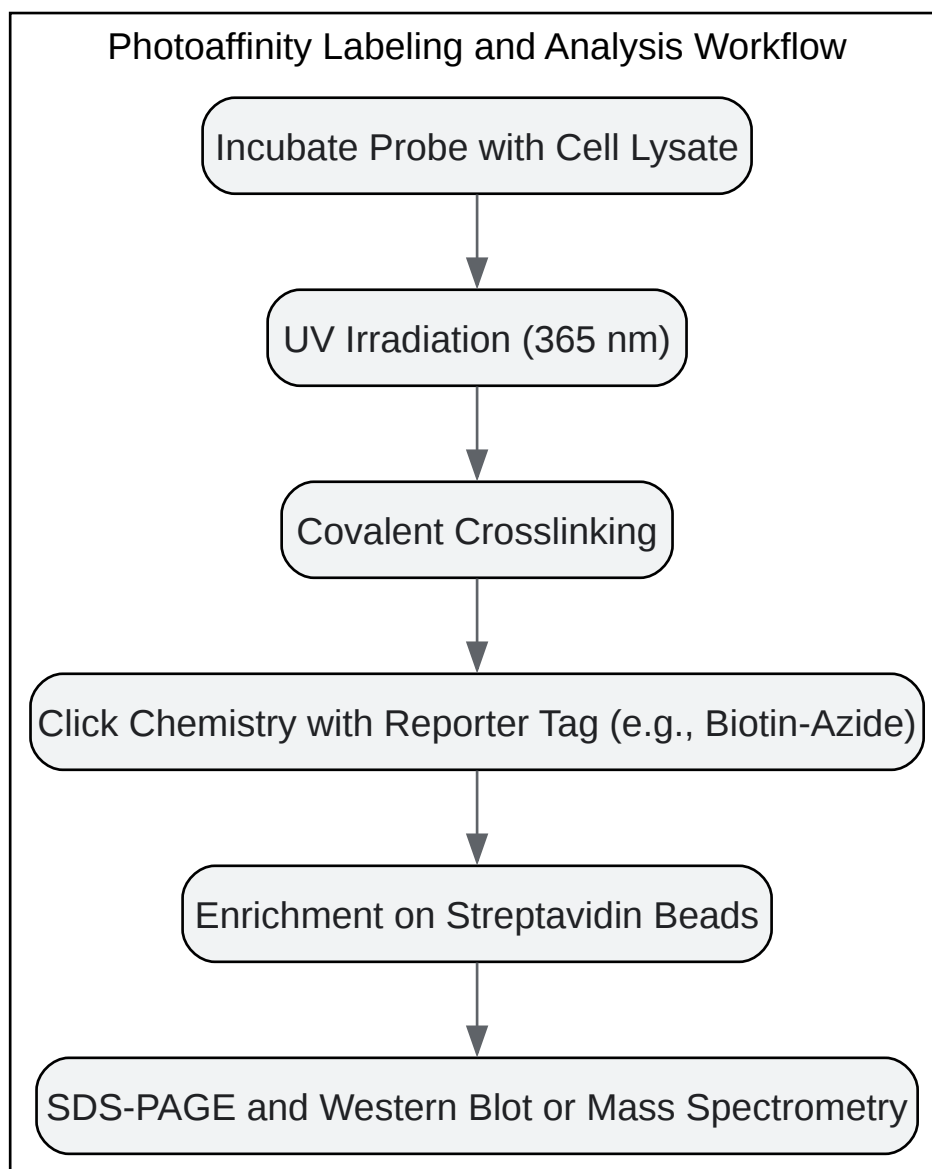 Photoaffinity Labeling and Analysis Workflow
Incubate Probe with Cell Lysate
UV Irradiation (365 nm)
Covalent Crosslinking
Click Chemistry with Reporter Tag (e.g., Biotin-Azide)
Enrichment on Streptavidin Beads
SDS-PAGE and Western Blot or Mass Spectrometry